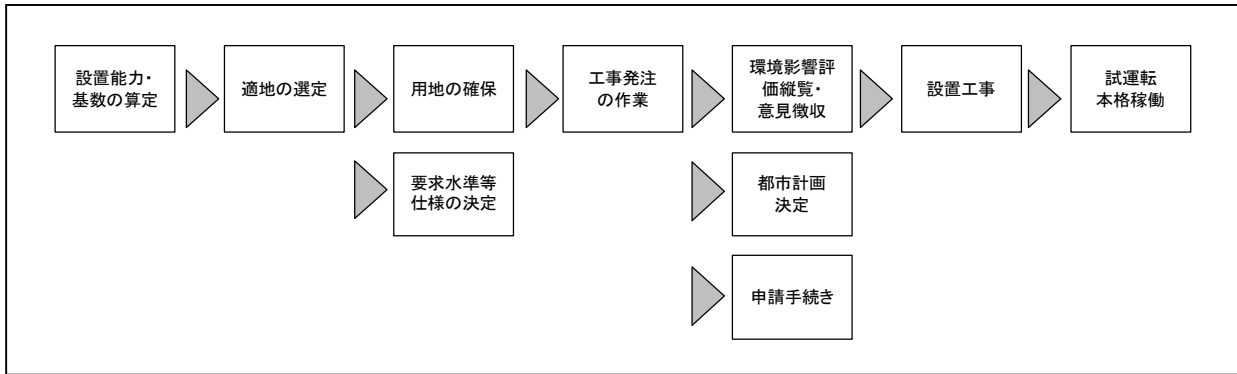 設置能力・
基数の算定
適地の選定
用地の確保
工事発注
の作業
環境影響評
価縦覧・
意見徴収
設置工事
試運転
本格稼働
要求水準等
仕様の決定
都市計画
決定
申請手続き